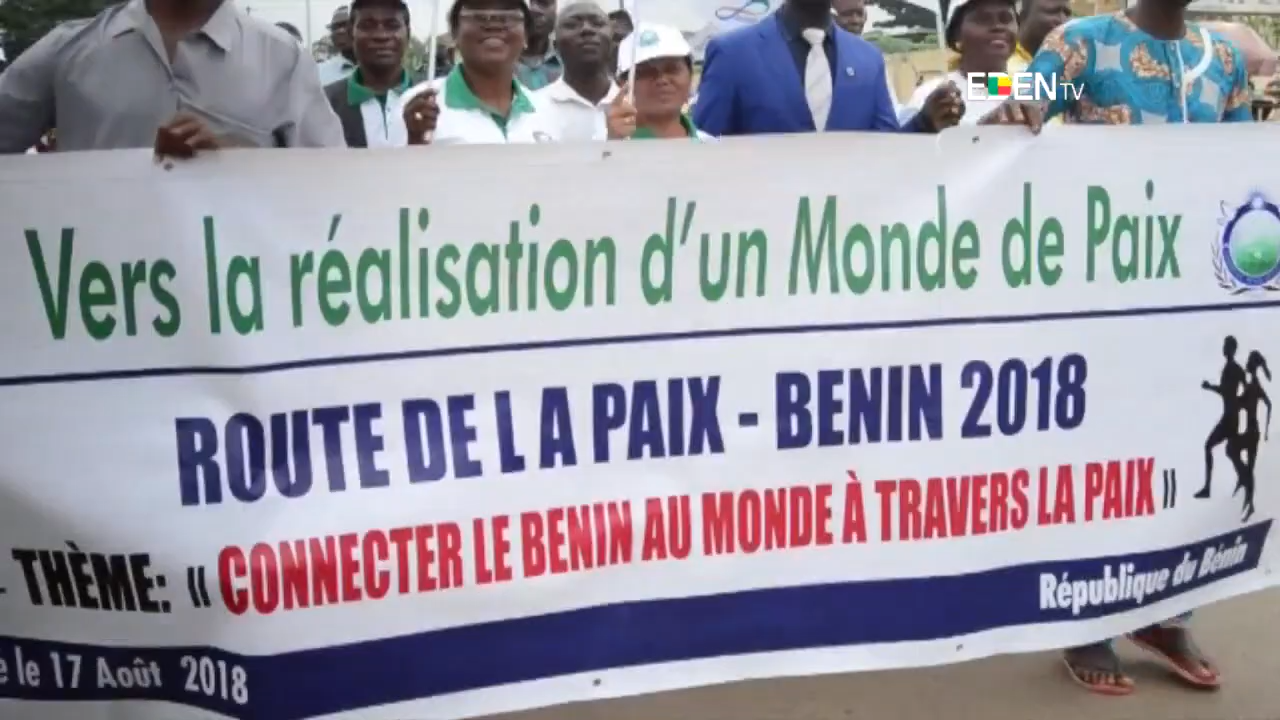 EDEN TV
Vers la réalisation d'un Monde de Paix
ROUTE DE L A PAIX - BENIN 2018
THÈME: « CONNECTER LE BENIN AU MONDE À TRAVERS LA PAIX »
République du Bénin
le 17 Août 2018